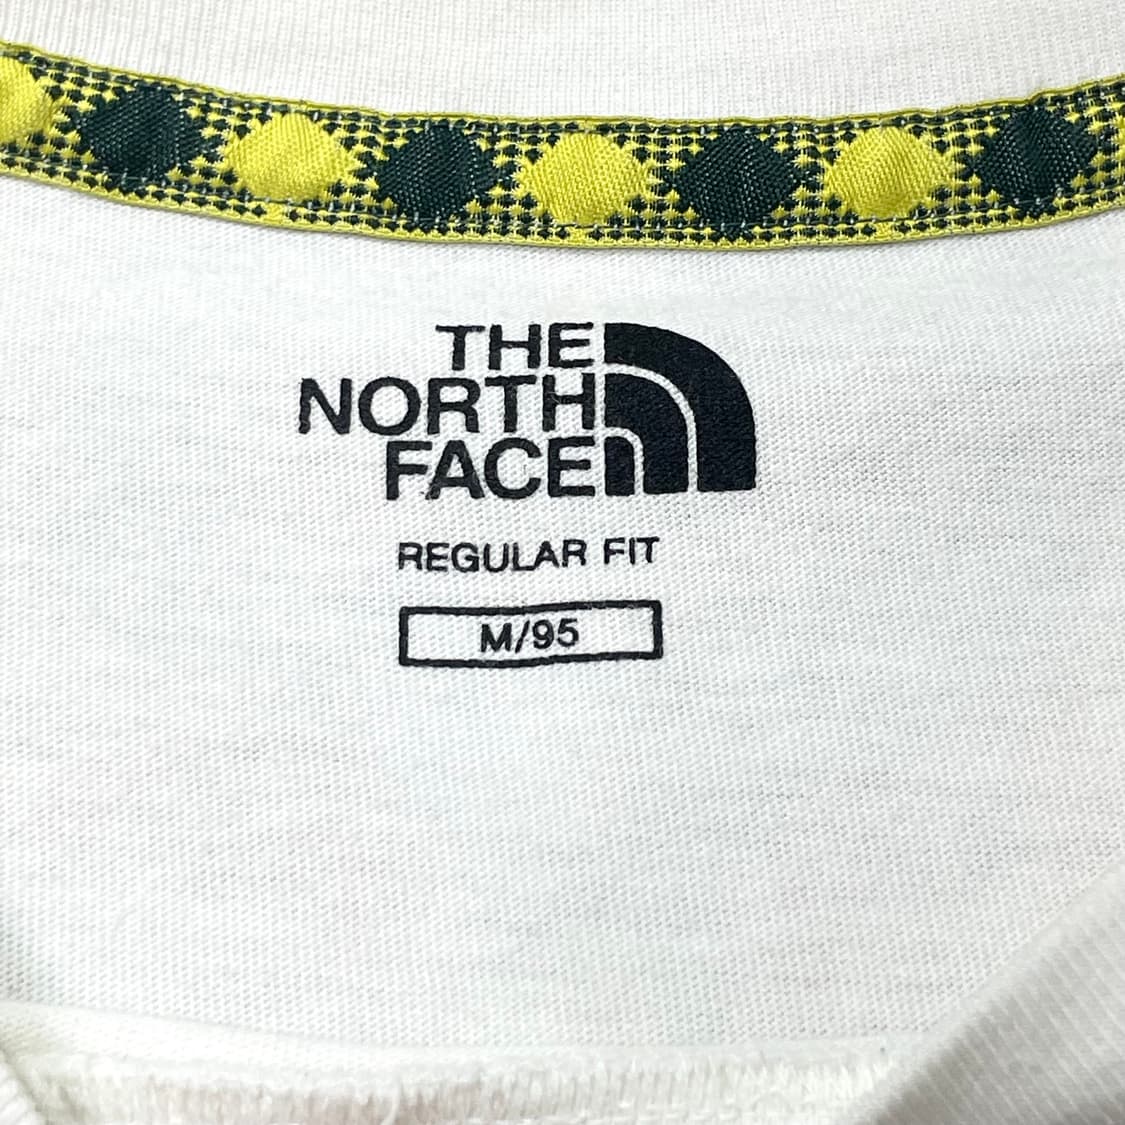 THE
NORTH
FACE
REGULAR FIT
M/95